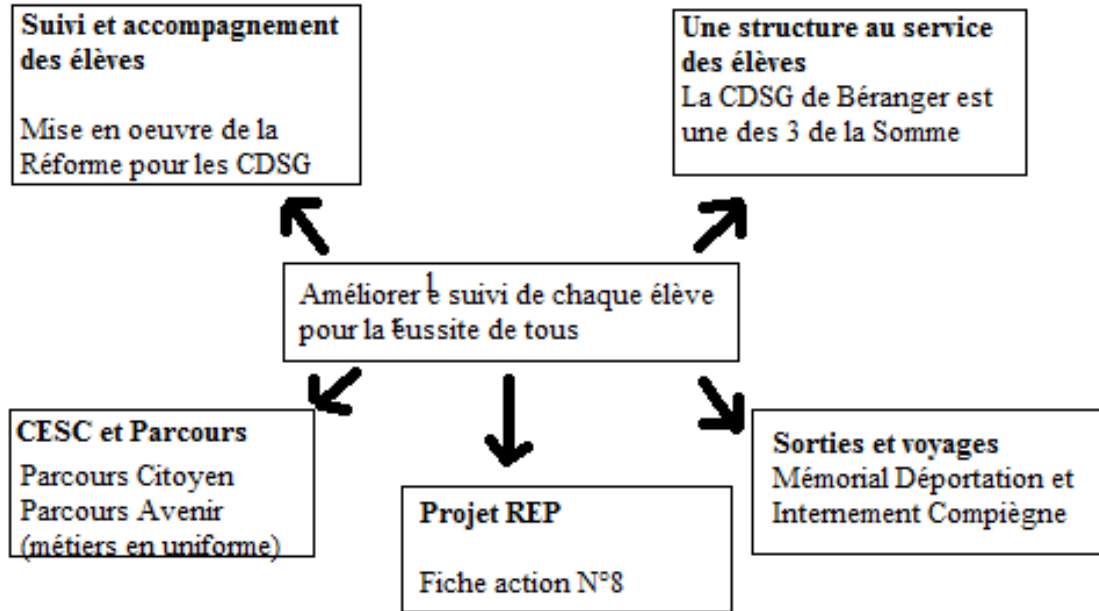 Suivi et accompagnement
des élèves
Mise en oeuvre de la
Réforme pour les CDSG
Une structure au service
des élèves
La CDSG de Béranger est
une des 3 de la Somme
Améliorer le suivi de chaque élève
pour la réussite de tous
CESC et Parcours
Parcours Citoyen
Parcours Avenir
(métiers en uniforme)
Projet REP
Fiche action N°8
Sorties et voyages
Mémorial Déportation et
Internement Compiègne